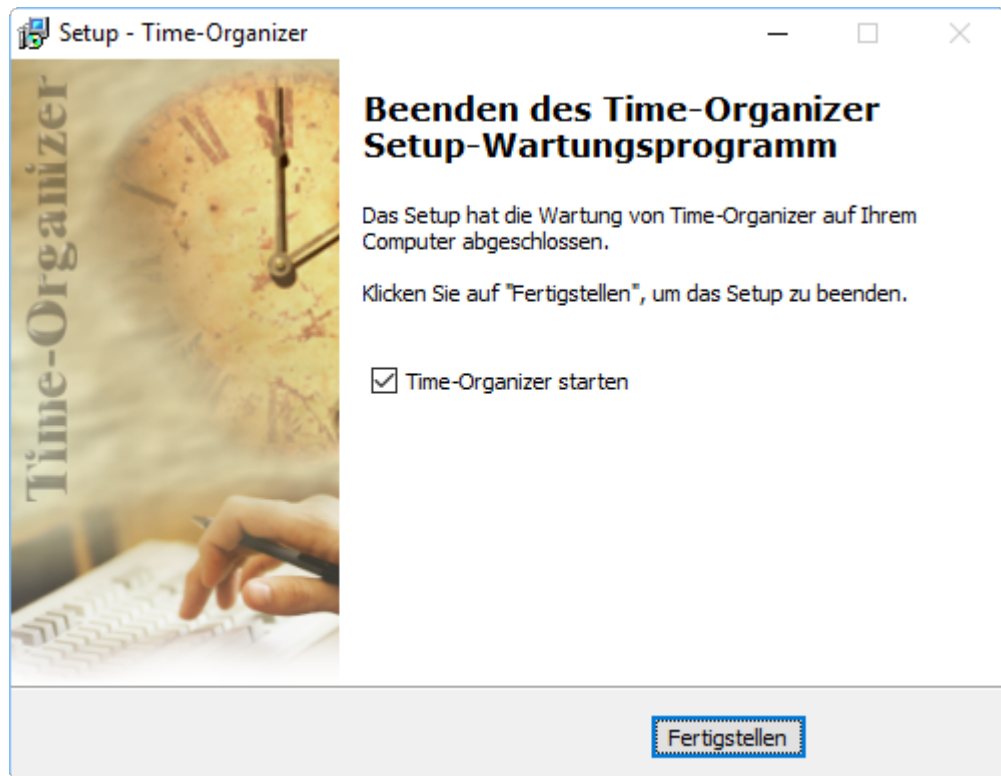 Setup - Time-Organizer
Time-Organizer
Beenden des Time-Organizer
Setup-Wartungsprogramm
Das Setup hat die Wartung von Time-Organizer auf Ihrem
Computer abgeschlossen.
Klicken Sie auf "Fertigstellen", um das Setup zu beenden.
Time-Organizer starten
Fertigstellen